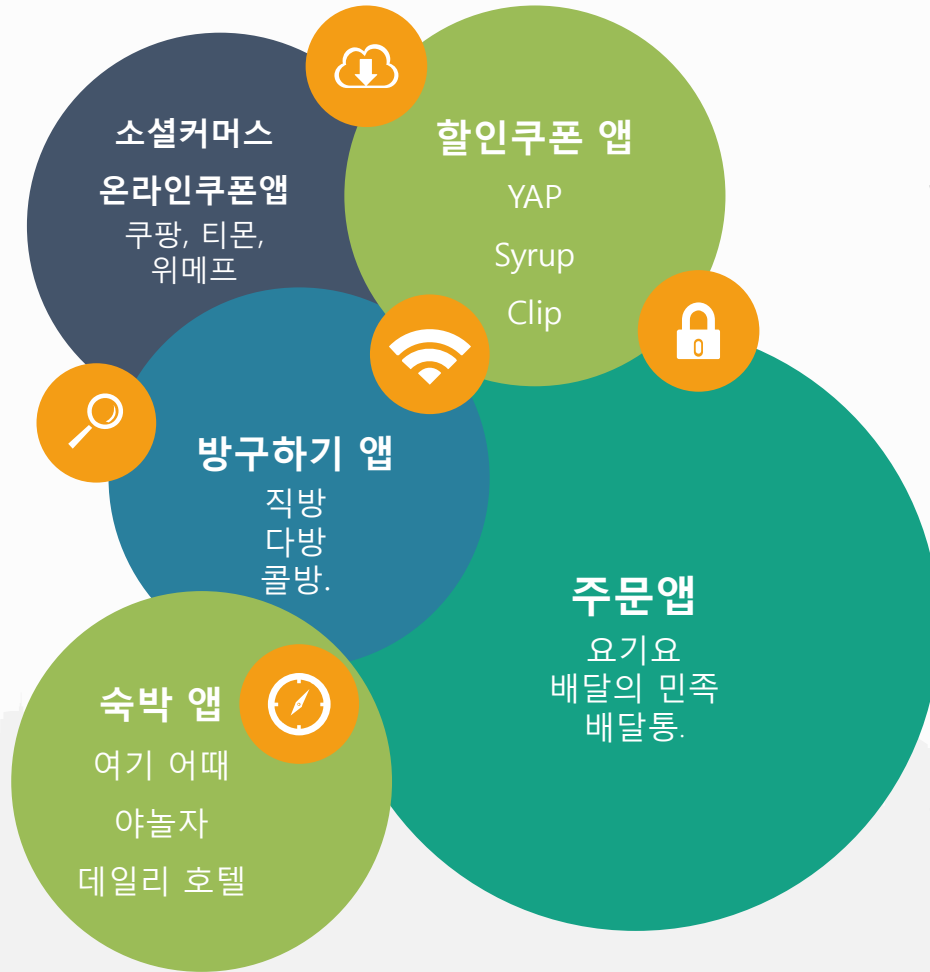 소셜커머스
온라인쿠폰앱
쿠팡, 티몬,
위메프
할인쿠폰 앱
YAP
Syrup
Clip
방구하기 앱
직방
다방
콜방.
주문앱
요기요
배달의 민족
배달통.
숙박 앱
여기 어때
야놀자
데일리 호텔